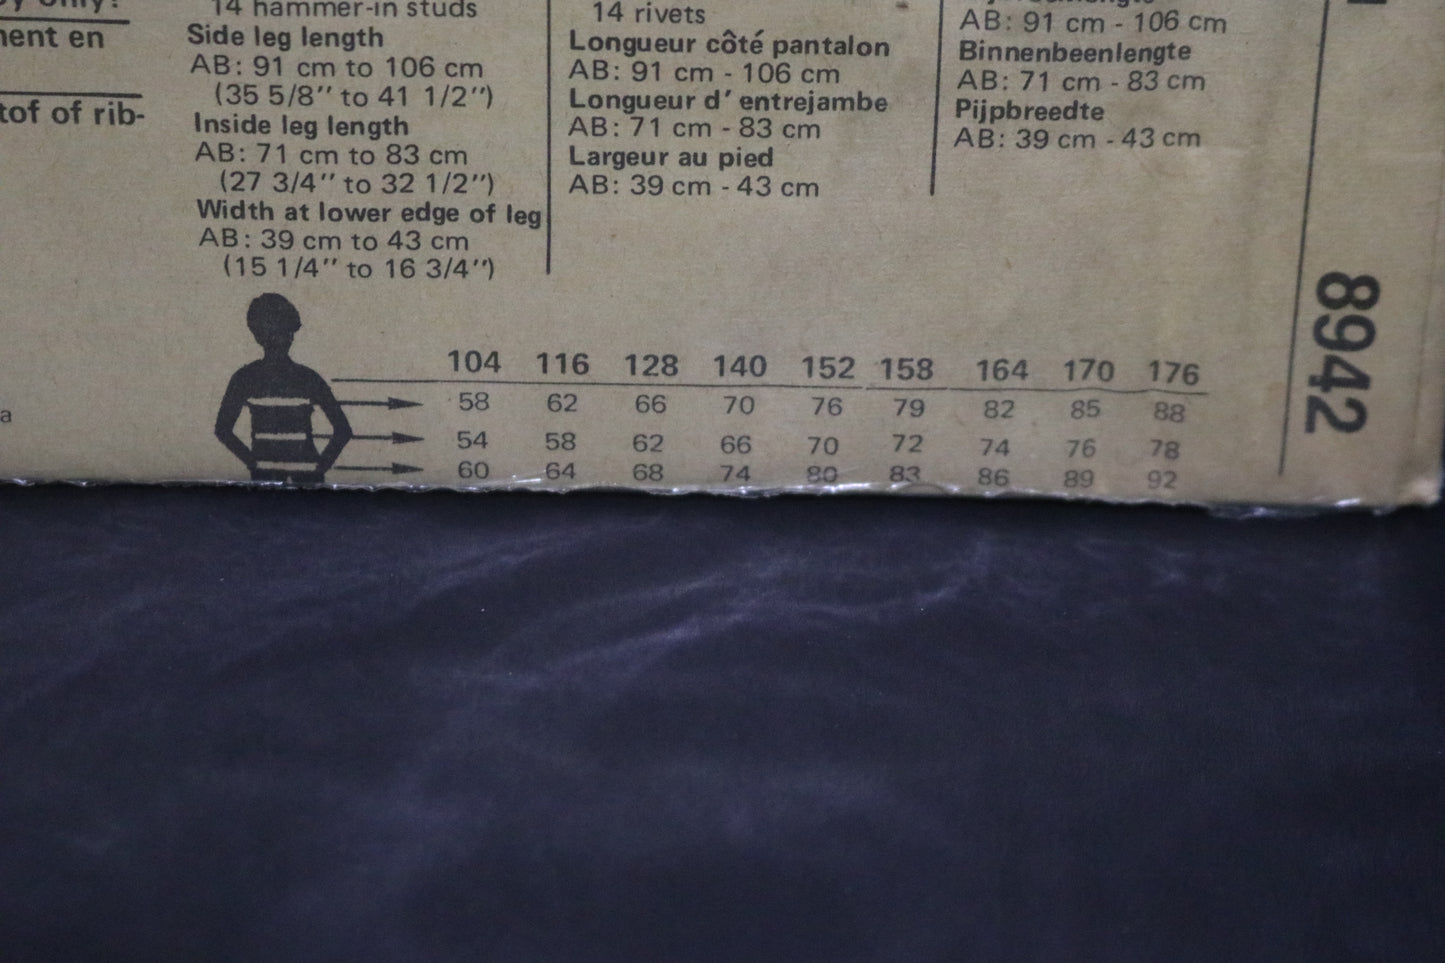 ment en
tof of rib-
14 hammer-in studs
Side leg length
AB: 91 cm to 106 cm
(35 5/8" to 41 1/2")
Inside leg length
AB: 71 cm to 83 cm
(27 3/4" to 32 1/2")
Width at lower edge of leg
AB: 39 cm to 43 cm
(15 1/4" to 16 3/4")
14 rivets
Longueur côté pantalon
AB: 91 cm - 106 cm
Longueur d' entrejambe
AB: 71 cm - 83 cm
Largeur au pied
AB: 39 cm - 43 cm
AB: 91 cm - 106 cm
Binnenbeenlengte
AB: 71 cm - 83 cm
Pijpbreedte
AB: 39 cm - 43 cm
8942
a
104 116 128 140 152 158 164 170 176
58 62 66 70 76 79 82 85 88
54 58 62 66 70 72 74 76 78
60 64 68 74 80 83 86 89 92